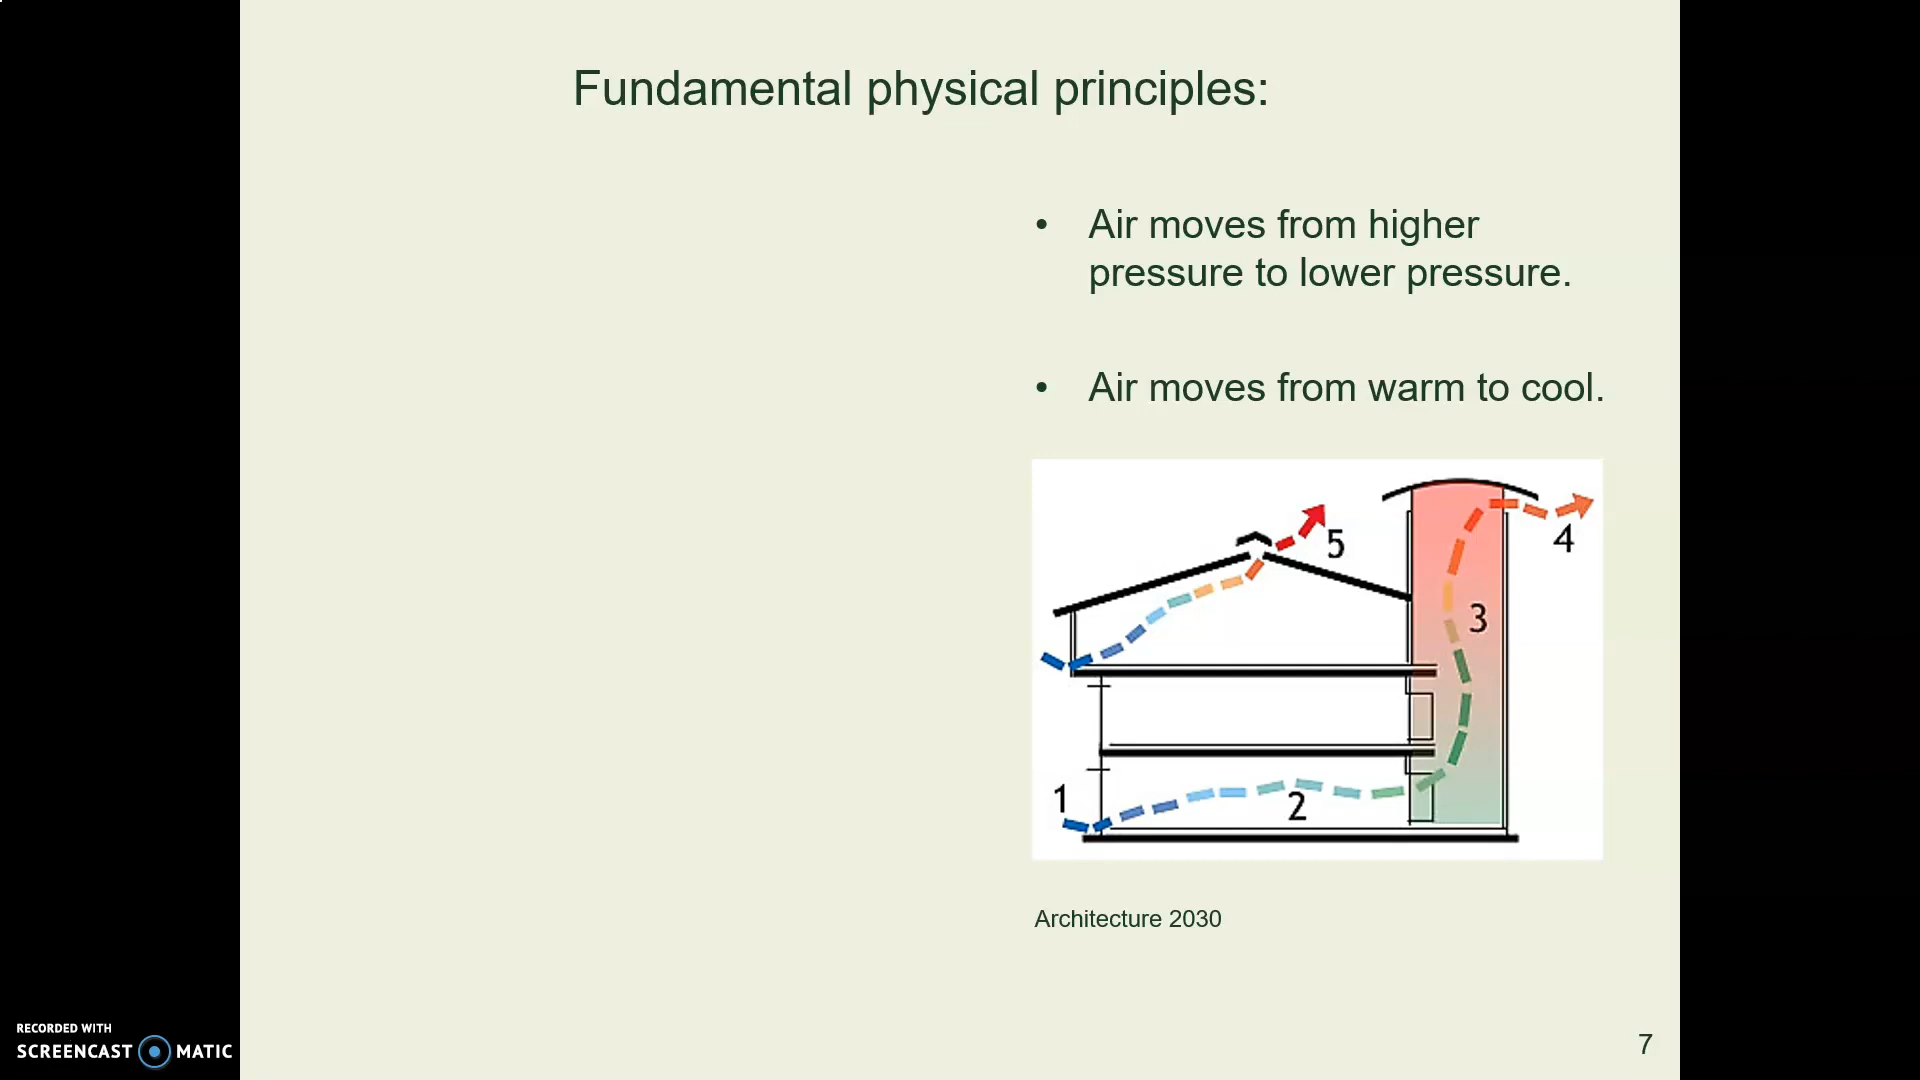 Fundamental physical principles:
• Air moves from higher
pressure to lower pressure.
• Air moves from warm to cool.
5
4
3
1
2
Architecture 2030
RECORDED WITH
SCREENCAST MATIC
7